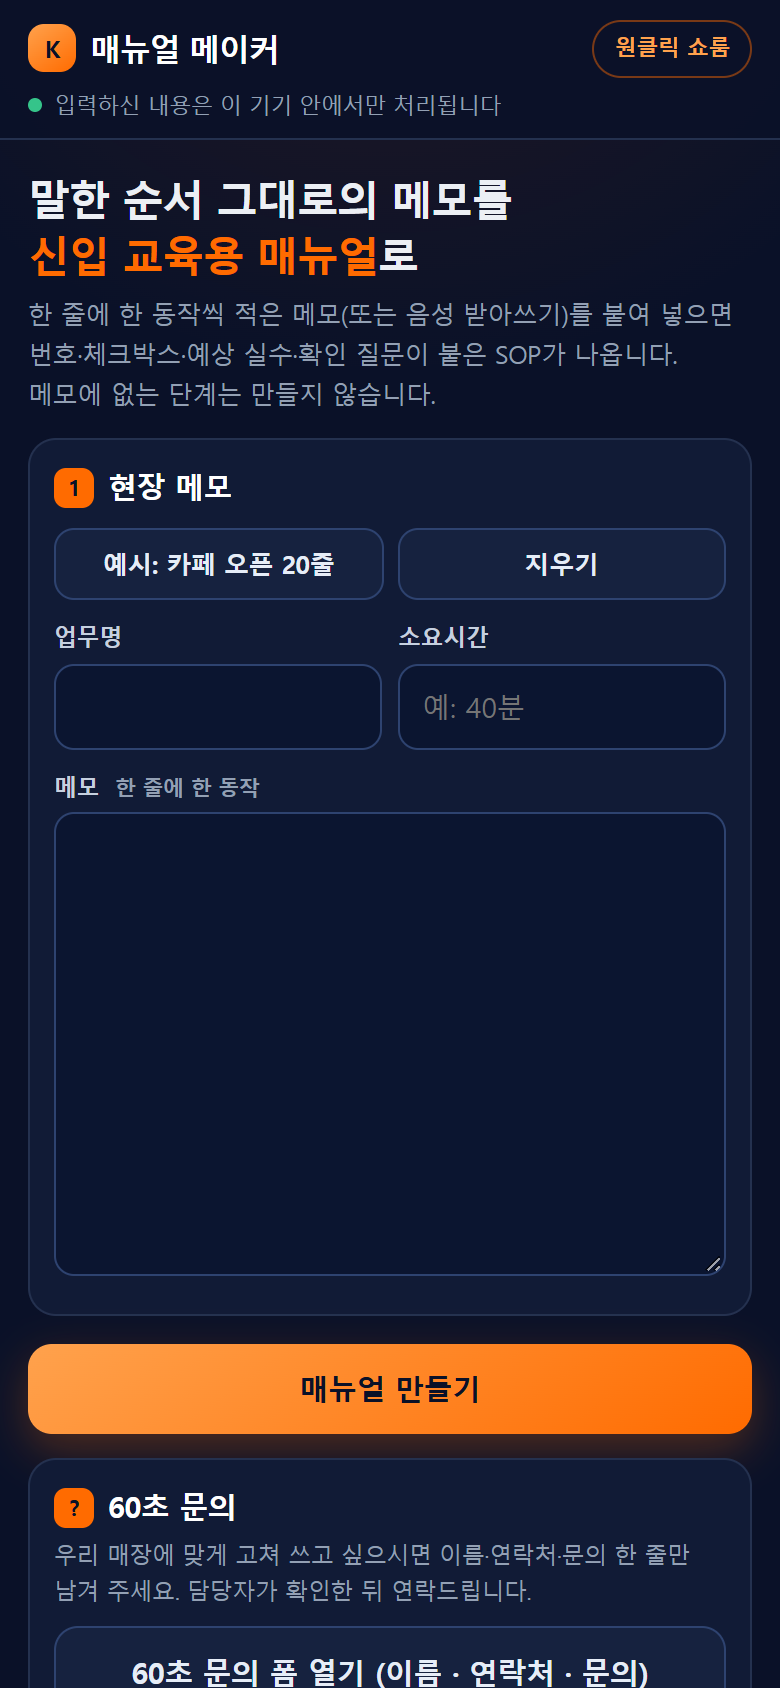 K 매뉴얼 메이커
원클릭 쇼룸
입력하신 내용은 이 기기 안에서만 처리됩니다
말한 순서 그대로의 메모를
신입 교육용 매뉴얼로
한 줄에 한 동작씩 적은 메모(또는 음성 받아쓰기)를 붙여 넣으면
번호·체크박스·예상 실수·확인 질문이 붙은 SOP가 나옵니다.
메모에 없는 단계는 만들지 않습니다.
1 현장 메모
예시: 카페 오픈 20줄
지우기
업무명
소요시간
예: 40분
메모 한 줄에 한 동작
매뉴얼 만들기
? 60초 문의
우리 매장에 맞게 고쳐 쓰고 싶으시면 이름·연락처·문의 한 줄만
남겨 주세요. 담당자가 확인한 뒤 연락드립니다.
60초 문의 폼 열기 (이름 · 연락처 · 문의)